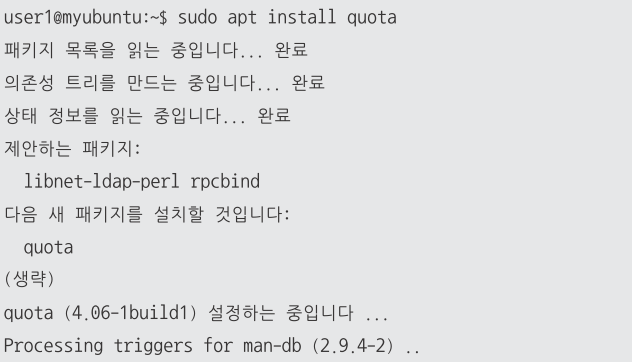 user1@myubuntu:~$ sudo apt install quota
패키지 목록을 읽는 중입니다... 완료
의존성 트리를 만드는 중입니다... 완료
상태 정보를 읽는 중입니다... 완료
제안하는 패키지:
  libnet-ldap-perl rpcbind
다음 새 패키지를 설치할 것입니다:
  quota
(생략)
quota (4.06-1build1) 설정하는 중입니다 ...
Processing triggers for man-db (2.9.4-2) ..